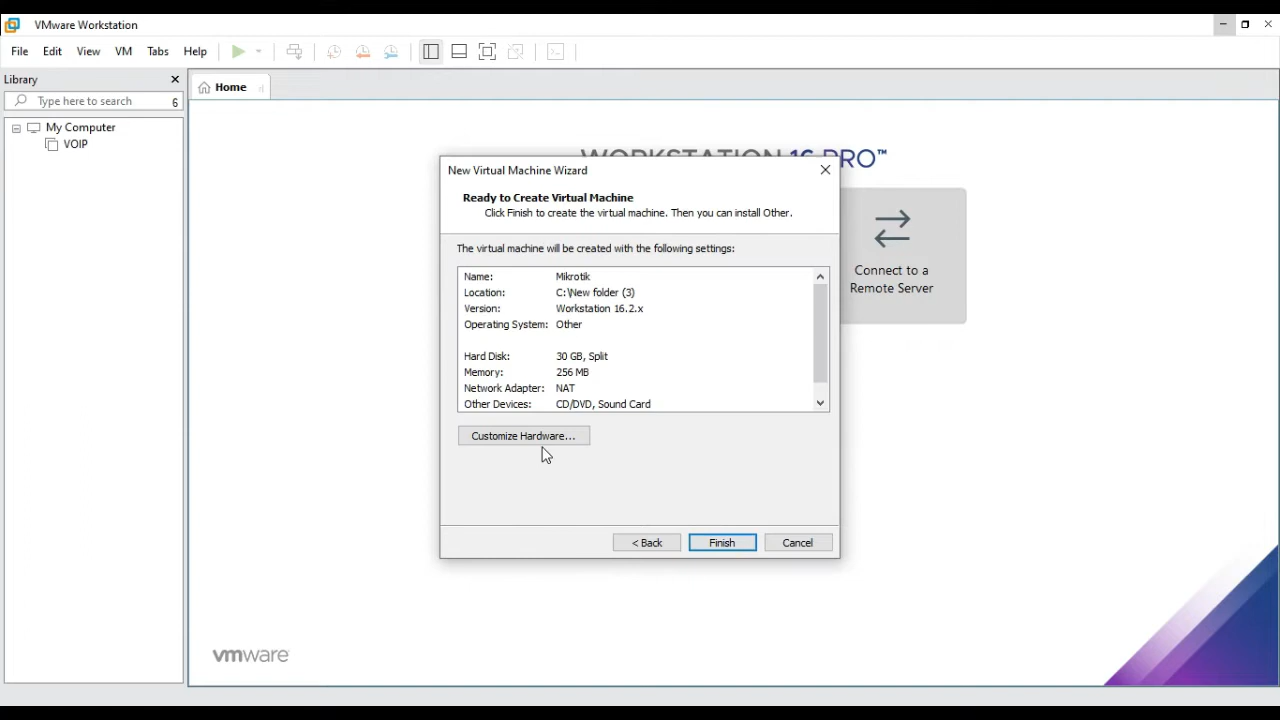 VMware Workstation
File Edit View VM Tabs Help
Library
Type here to search
6
My Computer
VOIP
Home
WORKSTATION 16 PRO™
Connect to a
Remote Server
New Virtual Machine Wizard
Ready to Create Virtual Machine
Click Finish to create the virtual machine. Then you can install Other.
The virtual machine will be created with the following settings:
Name: Mikrotik
Location: C:\New folder (3)
Version: Workstation 16.2.x
Operating System: Other
Hard Disk: 30 GB, Split
Memory: 256 MB
Network Adapter: NAT
Other Devices: CD/DVD, Sound Card
Customize Hardware...
< Back Finish Cancel
vmware